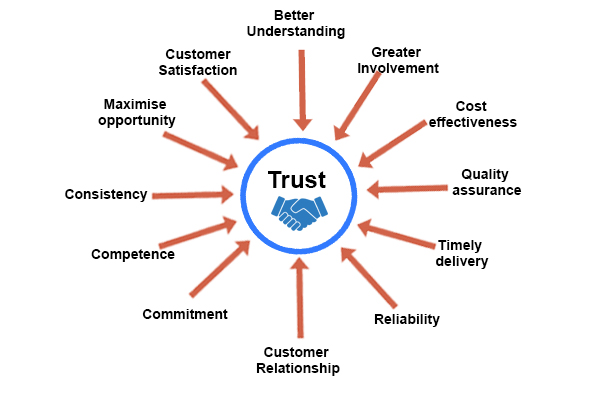 Better
Understanding
Greater
Involvement
Cost
effectiveness
Quality
assurance
Timely
delivery
Reliability
Customer
Relationship
Commitment
Competence
Consistency
Maximise
opportunity
Customer
Satisfaction
Trust